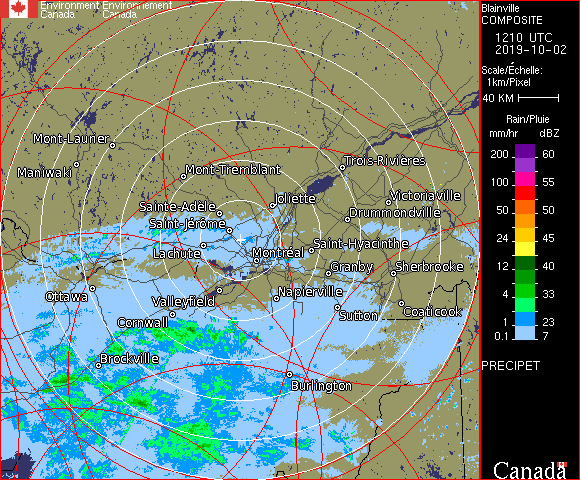 Environment Environnement
Canada Canada
Blainville
COMPOSITE
1210 UTC
2019-10-02
Scale/Échelle:
1km/Pixel
40 KM
Rain/Pluie
mm/hr dBZ
200 60
100 55
50 50
24 45
12 40
4 33
1 23
0.1 7
PRECIPET
Canada
Mont-Laurier
Maniwaki
Mont-Tremblant
Trois-Rivières
Joliette
Victoriaville
Sainte-Adèle
Drummondville
Saint-Jérôme
Lachute
Montréal
Saint-Hyacinthe
Granby
Sherbrooke
Ottawa
Valleyfield
Napierville
Sutton
Coaticook
Cornwall
Brockville
Burlington